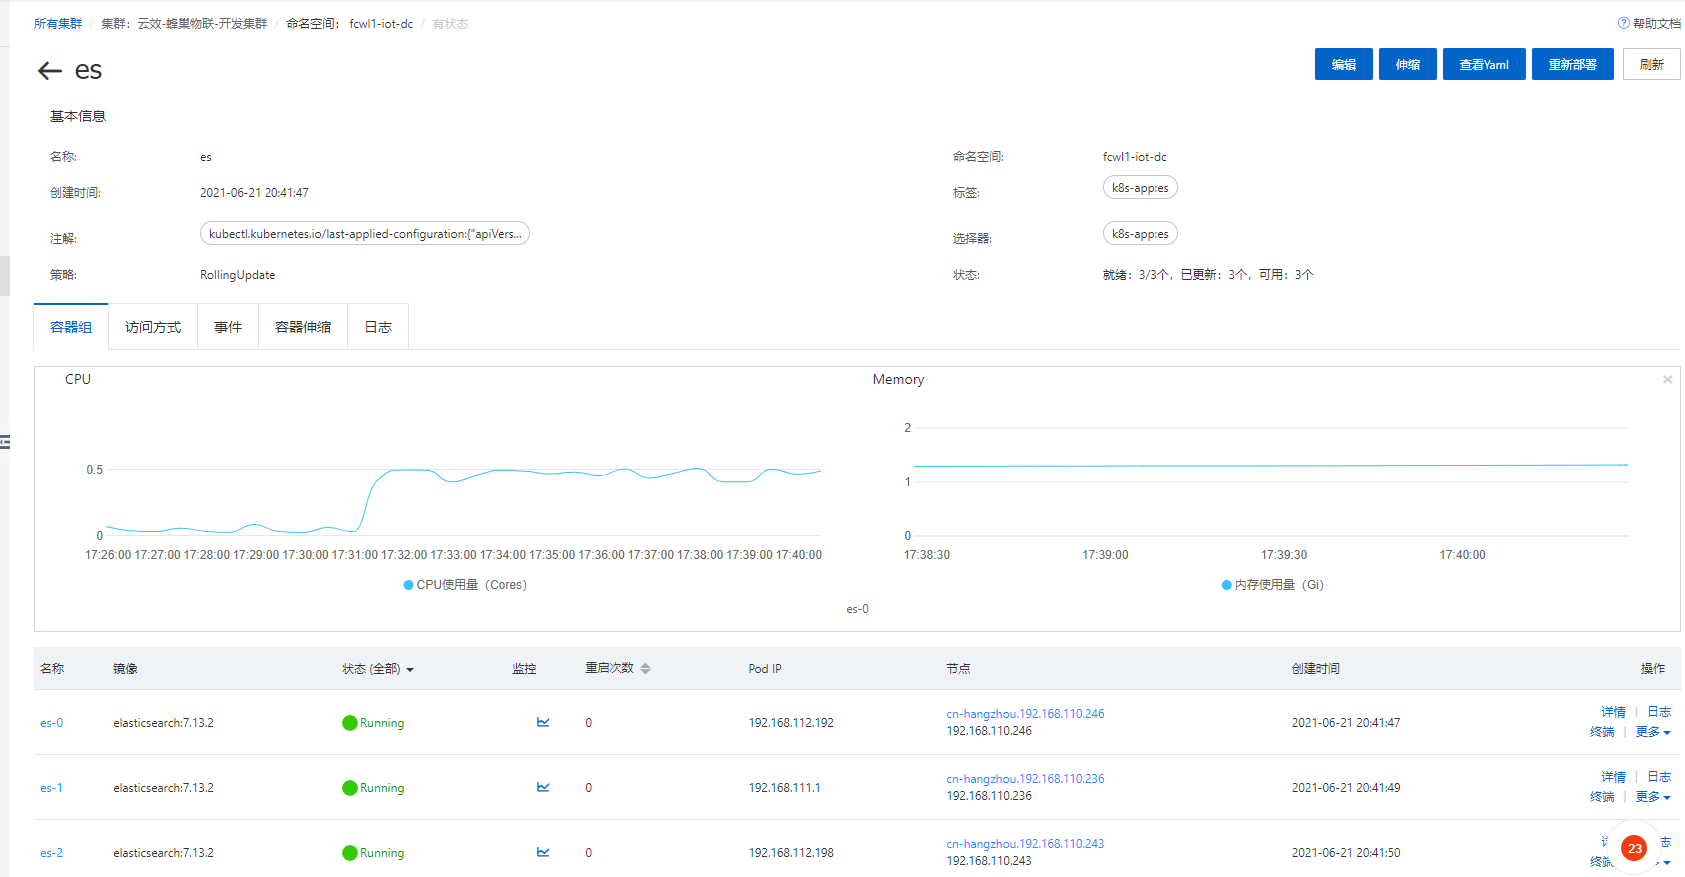 所有集群 / 集群：云效-蜂巢物联-开发集群 / 命名空间： fcwl1-iot-dc / 有状态
帮助文档
es
编辑 伸缩 查看Yaml 重新部署 刷新
基本信息
名称: es 命名空间: fcwl1-iot-dc
创建时间: 2021-06-21 20:41:47 标签: k8s-app:es
注解: kubectl.kubernetes.io/last-applied-configuration:{"apiVers... 选择器: k8s-app:es
策略: RollingUpdate 状态: 就绪：3/3个，已更新：3个，可用：3个
容器组 访问方式 事件 容器伸缩 日志
CPU
0.5
0
17:26:00 17:27:00 17:28:00 17:29:00 17:30:00 17:31:00 17:32:00 17:33:00 17:34:00 17:35:00 17:36:00 17:37:00 17:38:00 17:39:00 17:40:00
CPU使用量（Cores）
Memory
2
1
0
17:38:30 17:39:00 17:39:30 17:40:00
内存使用量（Gi）
es-0
名称 镜像 状态 (全部) 监控 重启次数 Pod IP 节点 创建时间 操作
es-0 elasticsearch:7.13.2 Running 0 192.168.112.192 cn-hangzhou.192.168.110.246 2021-06-21 20:41:47 详情 | 日志
192.168.110.246 终端 | 更多
es-1 elasticsearch:7.13.2 Running 0 192.168.111.1 cn-hangzhou.192.168.110.236 2021-06-21 20:41:49 详情 | 日志
192.168.110.236 终端 | 更多
es-2 elasticsearch:7.13.2 Running 0 192.168.112.198 cn-hangzhou.192.168.110.243 2021-06-21 20:41:50
192.168.110.243
23